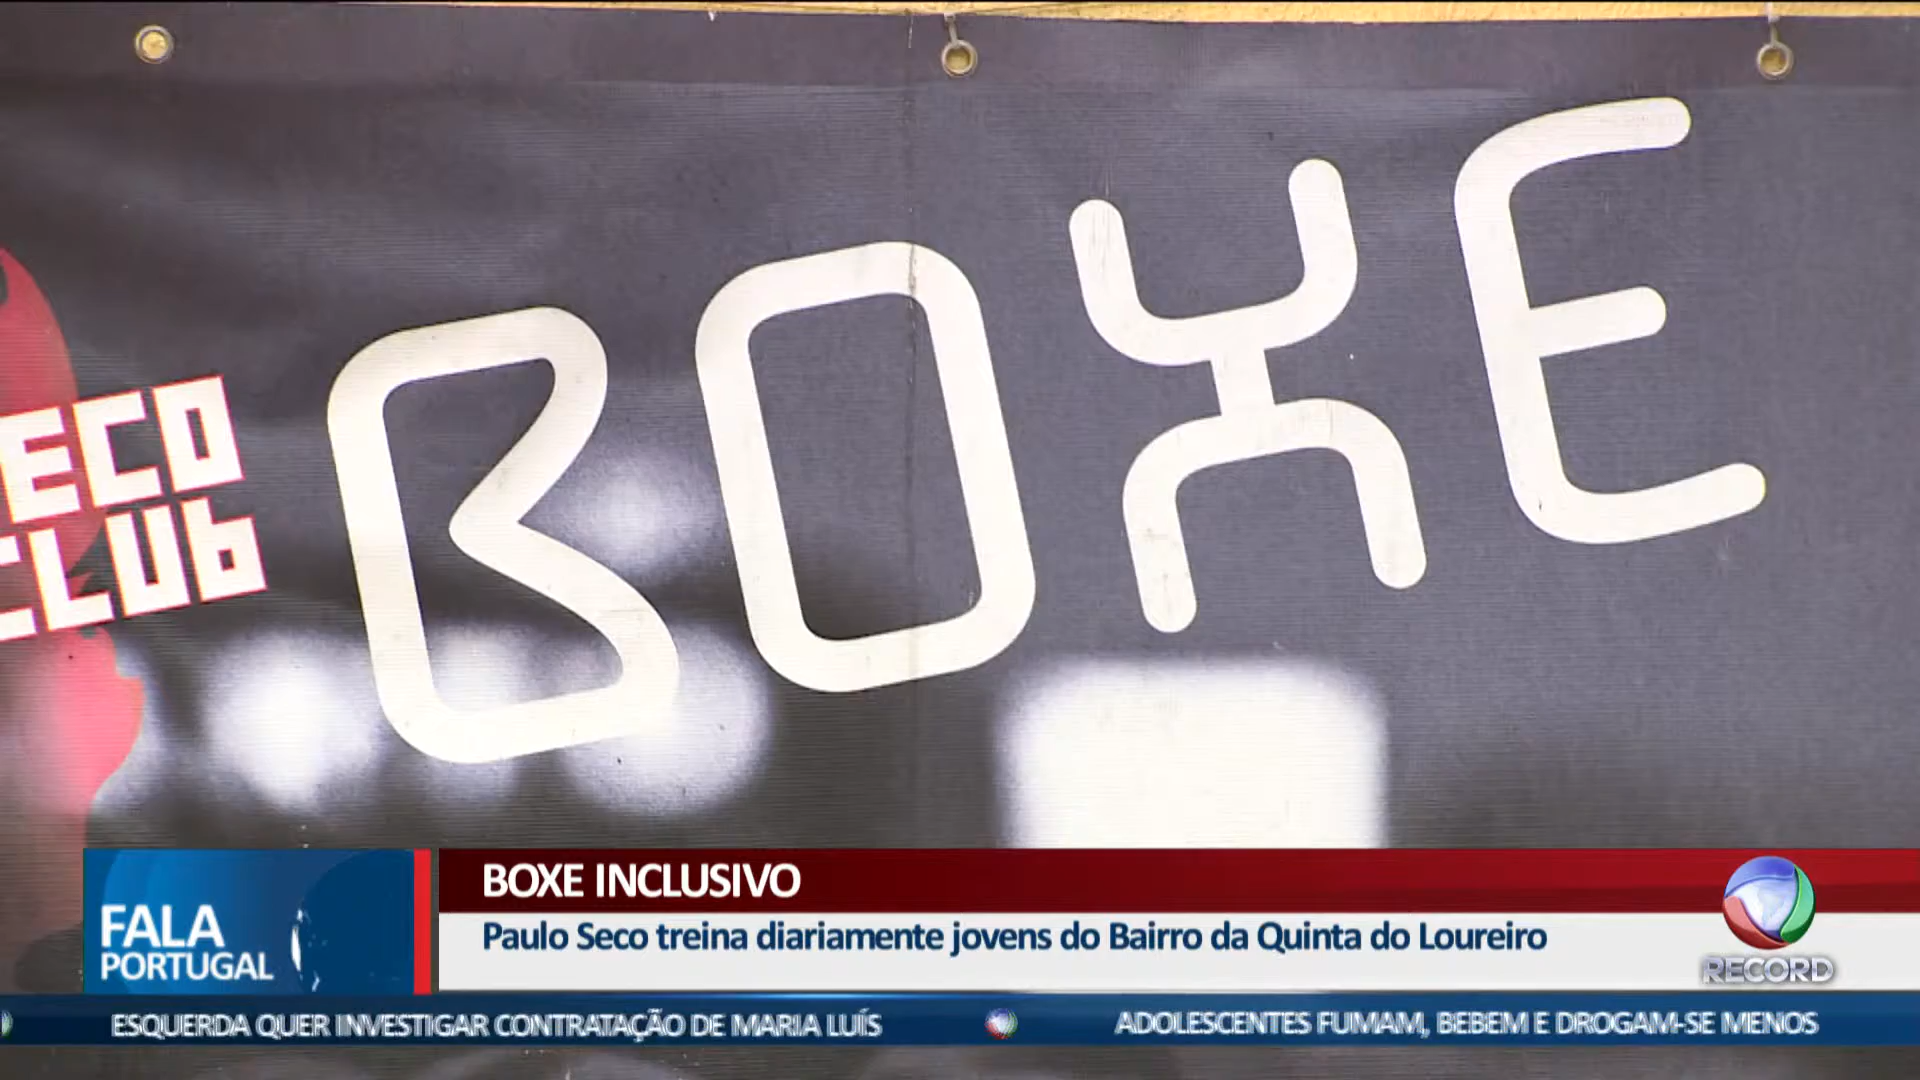 BOXE
ECO
CLUb
BOXE INCLUSIVO
Paulo Seco treina diariamente jovens do Bairro da Quinta do Loureiro
FALA
PORTUGAL
RECORD
ESQUERDA QUER INVESTIGAR CONTRATAÇÃO DE MARIA LUÍS
ADOLESCENTES FUMAM, BEBEM E DROGAM-SE MENOS